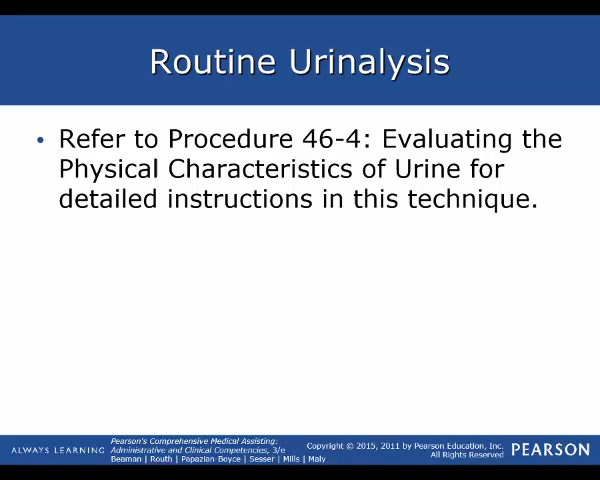 Routine Urinalysis
• Refer to Procedure 46-4: Evaluating the
Physical Characteristics of Urine for
detailed instructions in this technique.
ALWAYS LEARNING
Pearson's Comprehensive Medical Assisting:
Administrative and Clinical Competencies, 3/e
Beaman | Routh | Papazian-Boyce | Sesser | Mills | Maly
Copyright © 2015, 2011 by Pearson Education, Inc.
All Rights Reserved
PEARSON